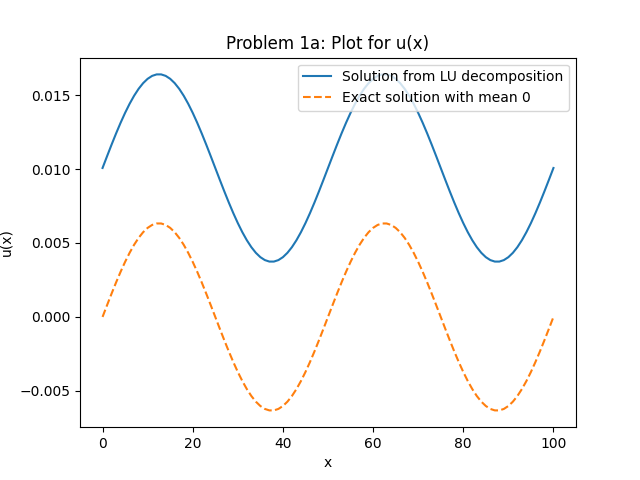 Problem 1a: Plot for u(x)
Solution from LU decomposition
Exact solution with mean 0
0.015
0.010
0.005
0.000
−0.005
u(x)
0 20 40 60 80 100
x